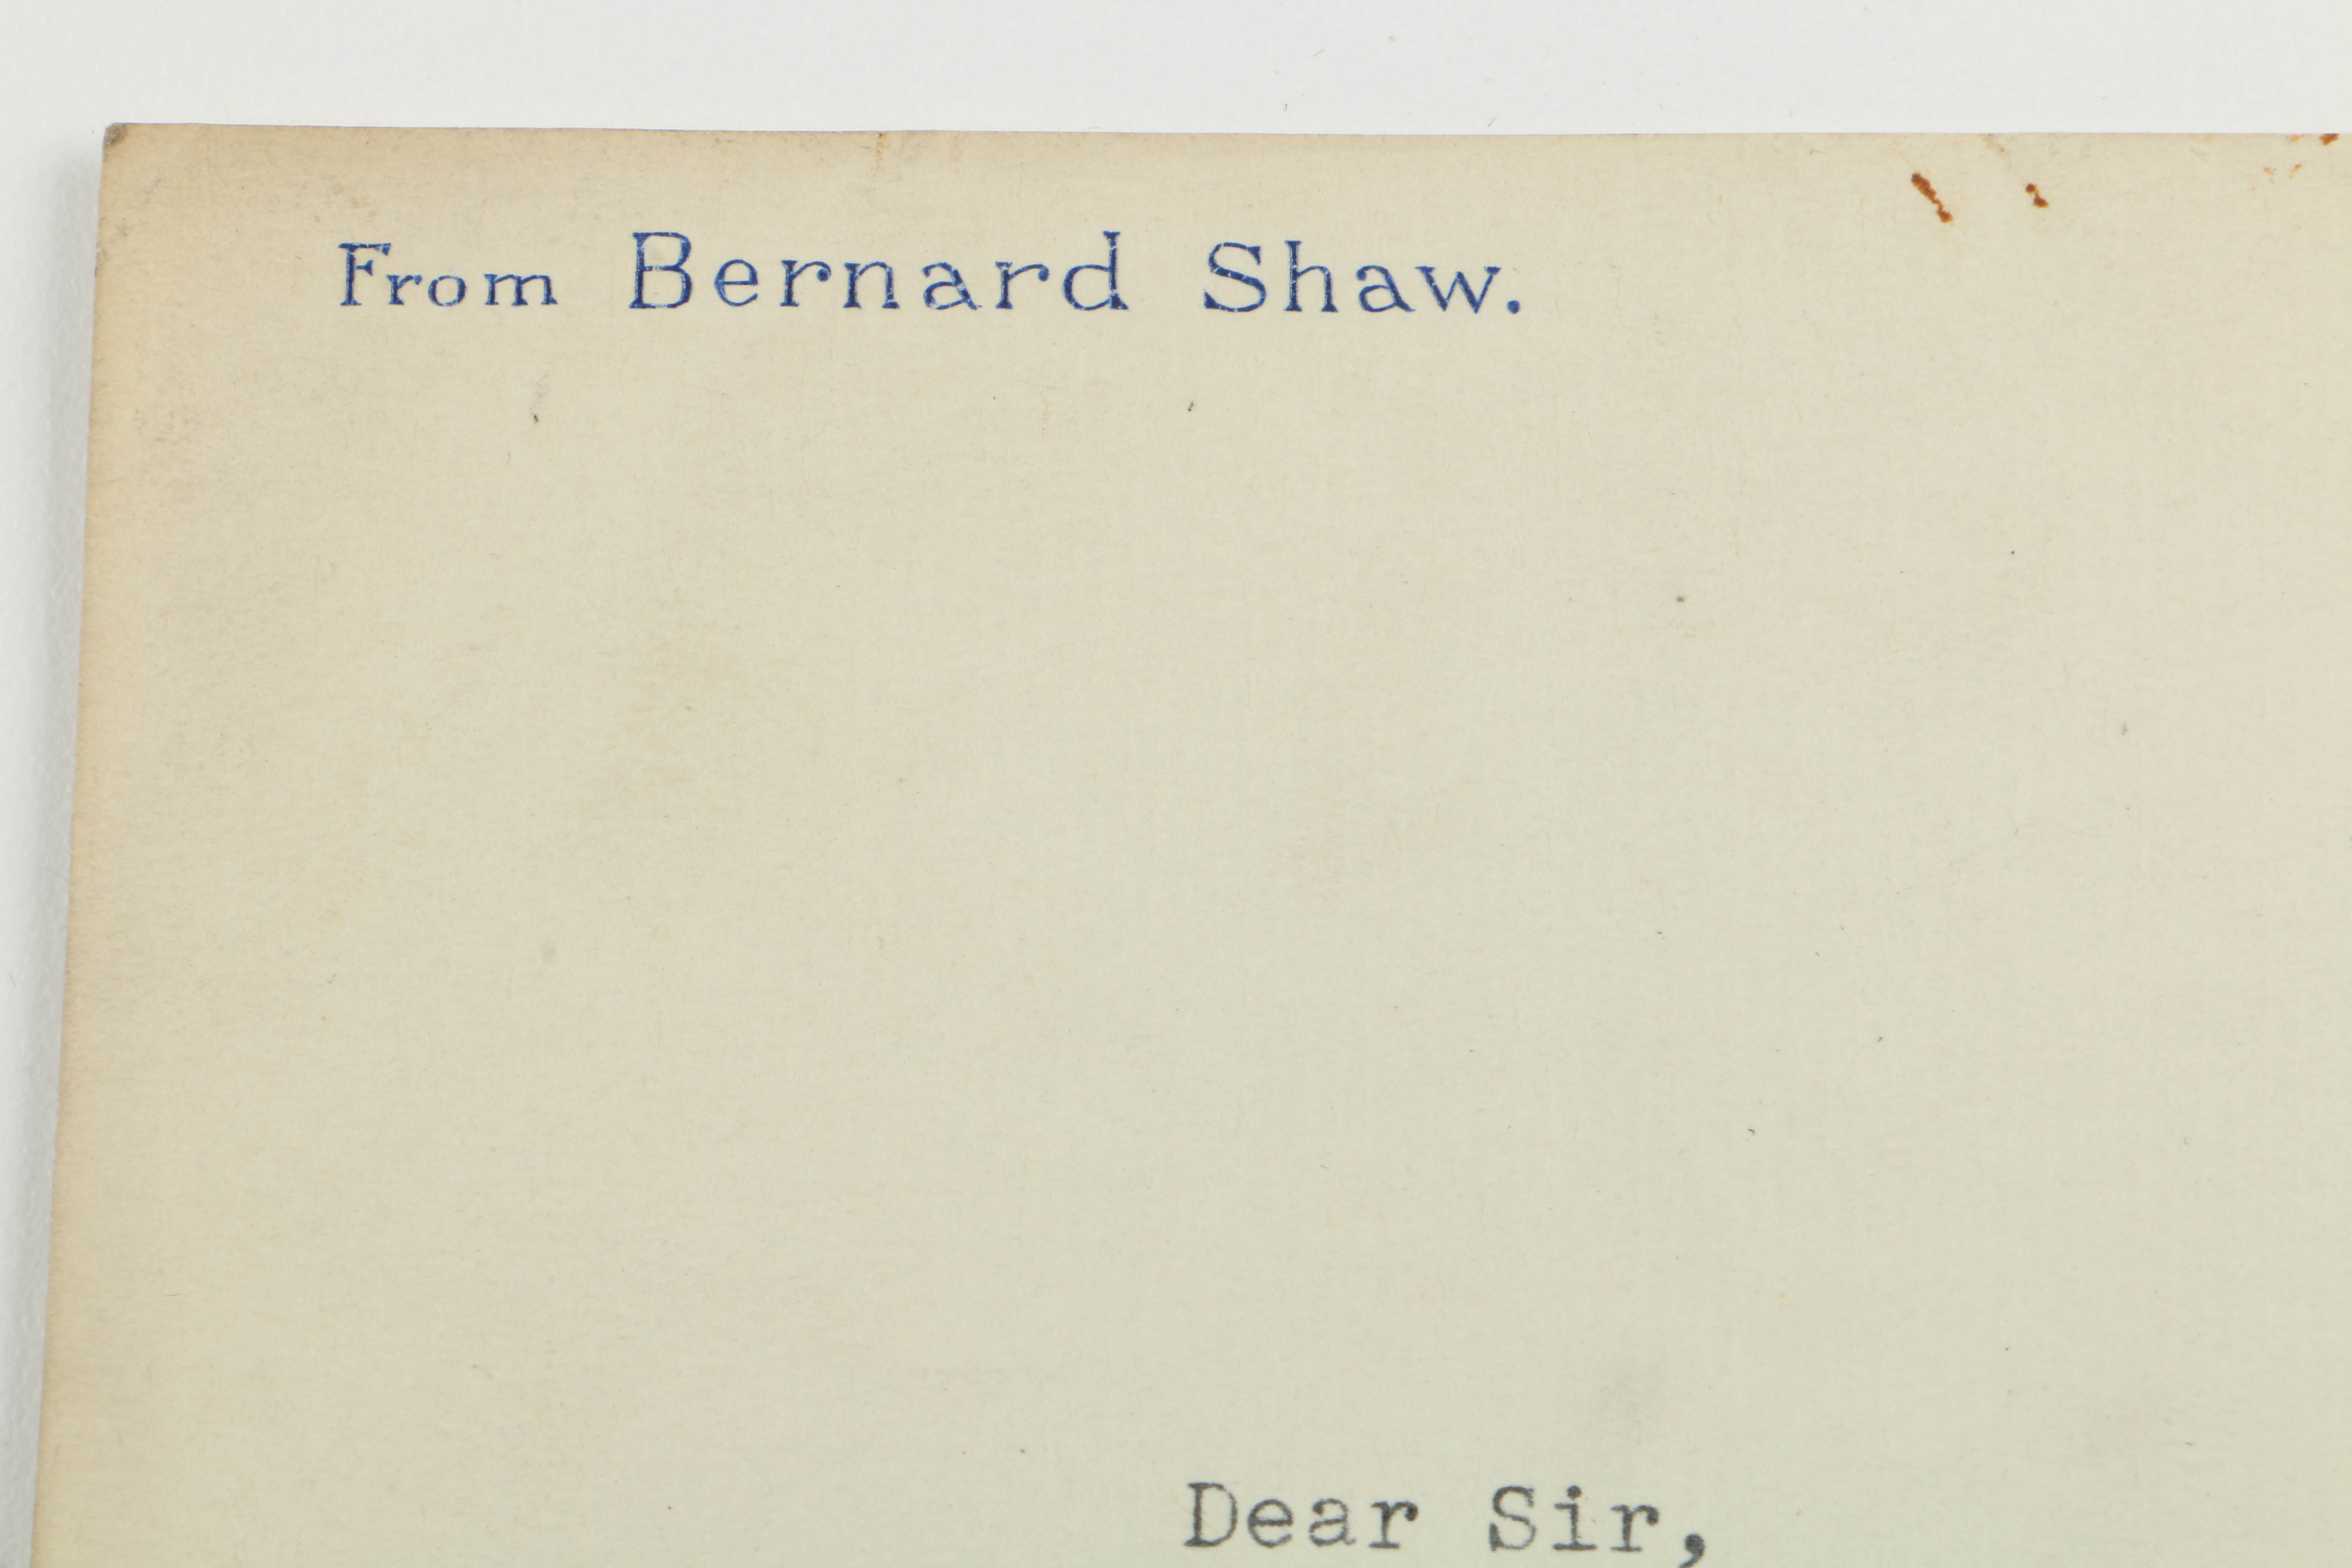 From Bernard Shaw.
Dear Sir,